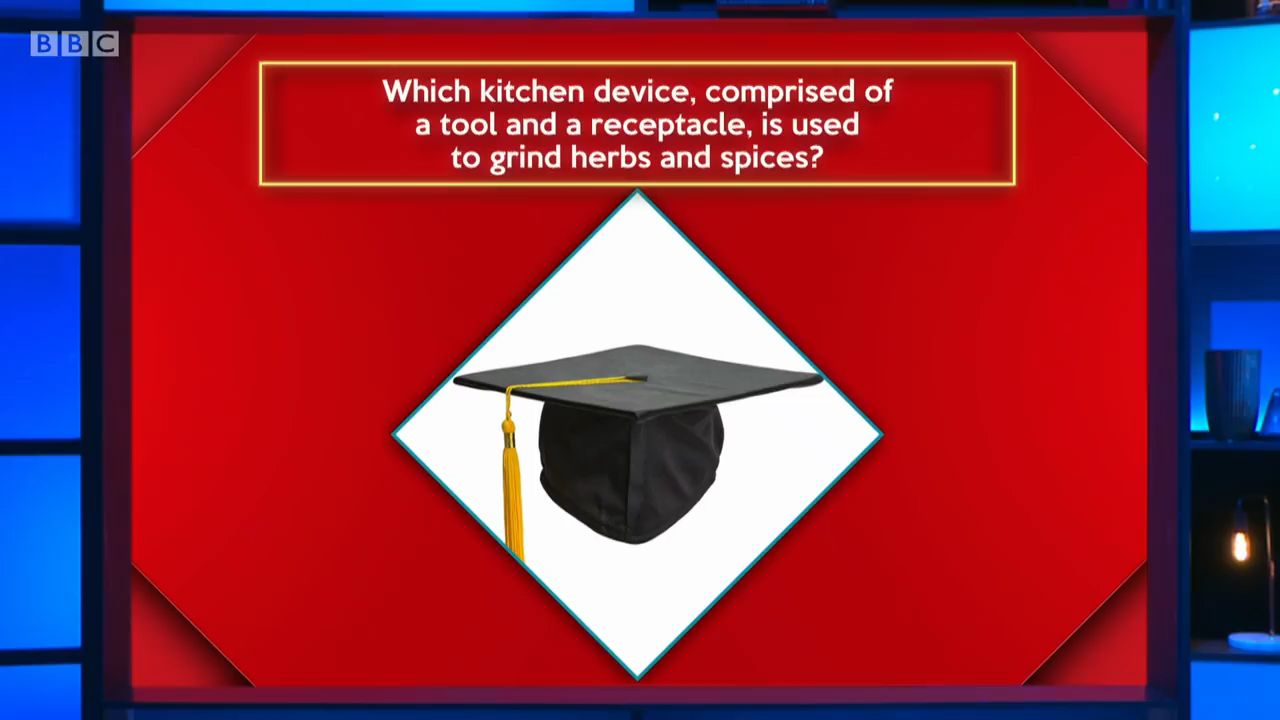 BBC
Which kitchen device, comprised of
a tool and a receptacle, is used
to grind herbs and spices?